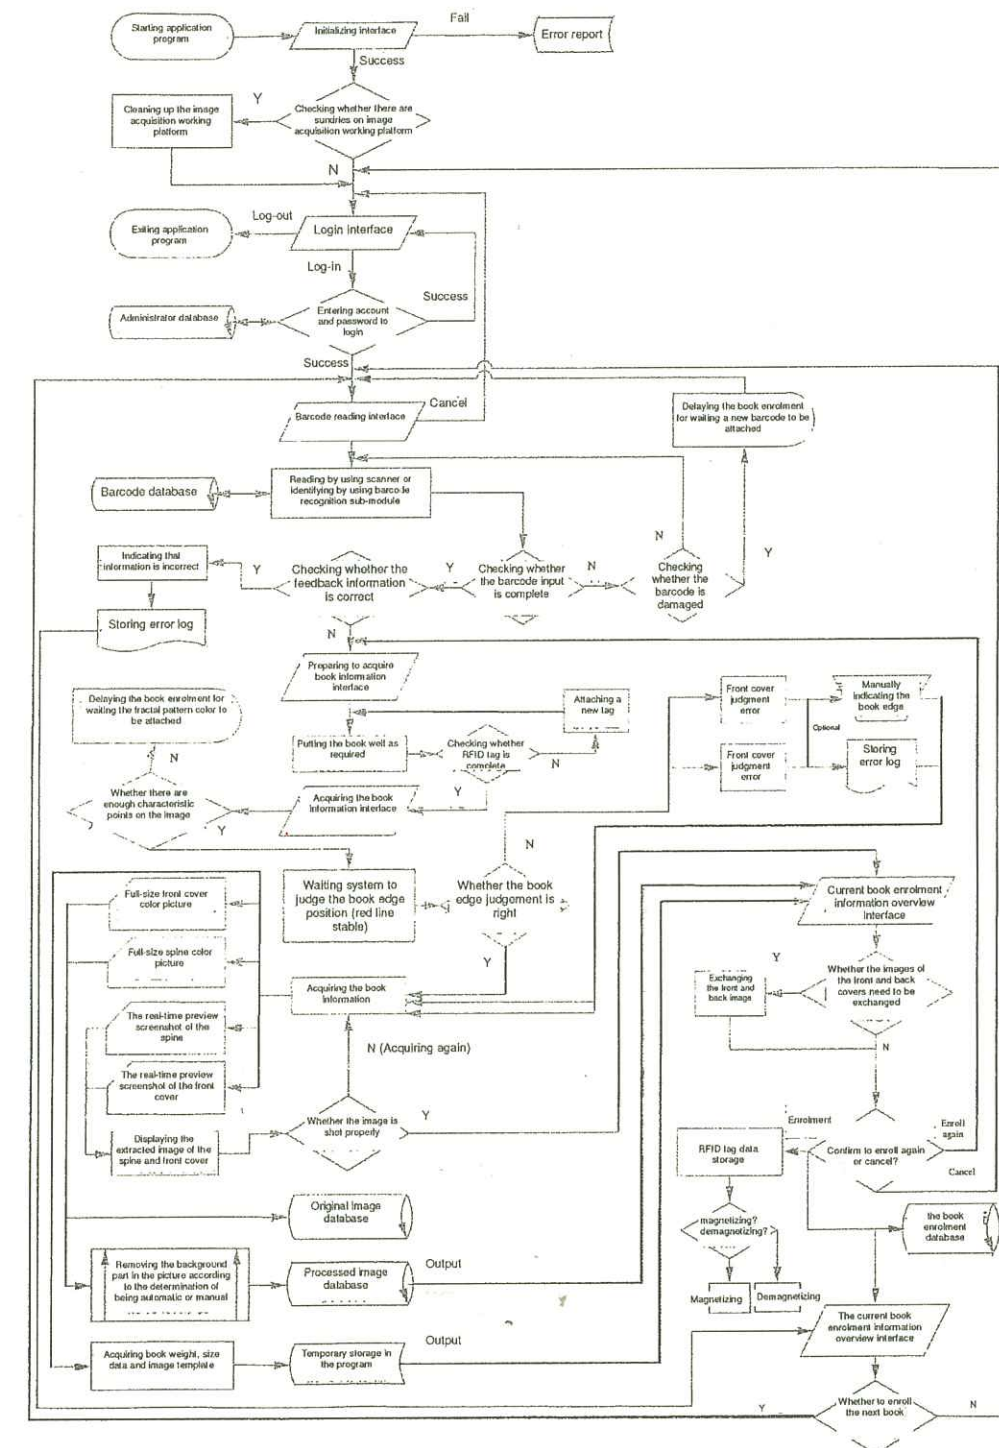 Starting application
program
Initializing interface
Fail
Error report
Success
Cleaning up the image
acquisition working
platform
Y
Checking whether there are
sundries on image
acquisition working platform
N
Exiting application
program
Log-out
Login interface
Log-in
Success
Administrator database
Entering account
and password to
login
Success
Barcode reading interface
Cancel
Delaying the book enrolment
for waiting a new barcode to be
attached
Barcode database
Reading by using scanner or
identifying by using barcode
recognition sub-module
N
Y
Indicating that
information is incorrect
Y
Checking whether the
feedback information
is correct
Y
Checking whether
the barcode input
is complete
N
Checking
whether the
barcode is
damaged
Storing error log
N
Preparing to acquire
book information
interface
Delaying the book enrolment for
waiting the fractal pattern color to
be attached
Attaching a
new tag
Front cover
judgment
error
Manually
indicating the
book edge
Optional
Putting the book well as
required
Checking whether
RFID tag is
complete
N
Front cover
judgment
error
Storing
error log
N
Y
Whether there are
enough characteristic
points on the image
Acquiring the book
information interface
Y
N
Full-size front cover
color picture
Waiting system to
judge the book edge
position (red line
stable)
Whether the book
edge judgement is
right
Current book enrolment
information overview
interface
Full-size spine color
picture
Y
Acquiring the book
information
Exchanging
the front and
back image
Y
Whether the images of
the front and back
covers need to be
exchanged
The real-time preview
screenshot of the
spine
N (Acquiring again)
N
The real-time preview
screenshot of the front
cover
Whether the image is
shot properly
Y
Enrolment
Enroll
again
Displaying the
extracted image of the
spine and front cover
RFID tag data
storage
Confirm to enroll again
or cancel?
Cancel
Original image
database
magnetizing?
demagnetizing?
the book
enrolment
database
Removing the background
part in the picture according
to the determination of
being automatic or manual
Processed image
database
Output
Magnetizing
Demagnetizing
The current book
enrolment information
overview interface
Acquiring book weight, size
data and image template
Temporary storage in
the program
Output
Y
Whether to enroll
the next book
N